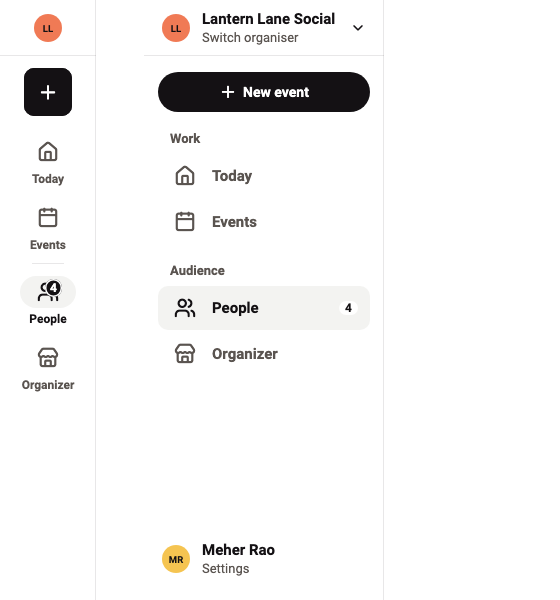 LL
Today
Events
4
People
Organizer
LL
Lantern Lane Social
Switch organiser
New event
Work
Today
Events
Audience
People 4
Organizer
MR
Meher Rao
Settings